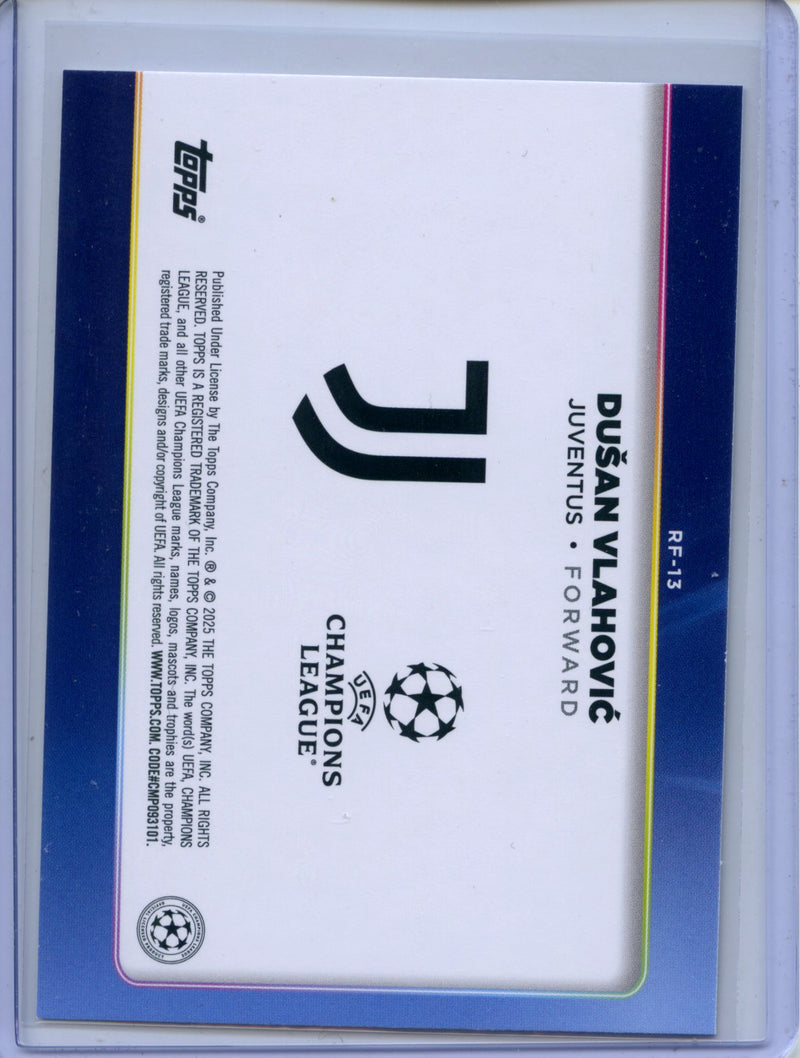 RF-13
DUŠAN VLAHOVIĆ
JUVENTUS • FORWARD
UEFA
CHAMPIONS
LEAGUE®
topps®
Published Under License by The Topps Company, Inc. ® & © 2025 THE TOPPS COMPANY, INC. ALL RIGHTS
RESERVED. TOPPS IS A REGISTERED TRADEMARK OF THE TOPPS COMPANY, INC. The word(s) UEFA, CHAMPIONS
LEAGUE, and all other UEFA Champions League marks, names, logos, mascots and trophies are the property,
registered trade marks, designs and/or copyright of UEFA. All rights reserved. WWW.TOPPS.COM. CODE#CMP093101.